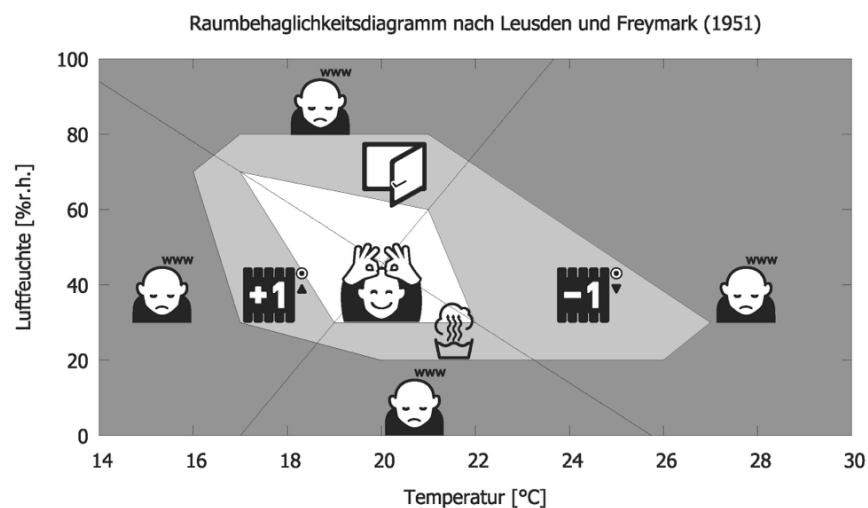 Raumbehaglichkeitsdiagramm nach Leusden und Freymark (1951)
Luftfeuchte [%r.h.]
100
80
60
40
20
0
www
www
www
www
+1
-1
14 16 18 20 22 24 26 28 30
Temperatur [°C]